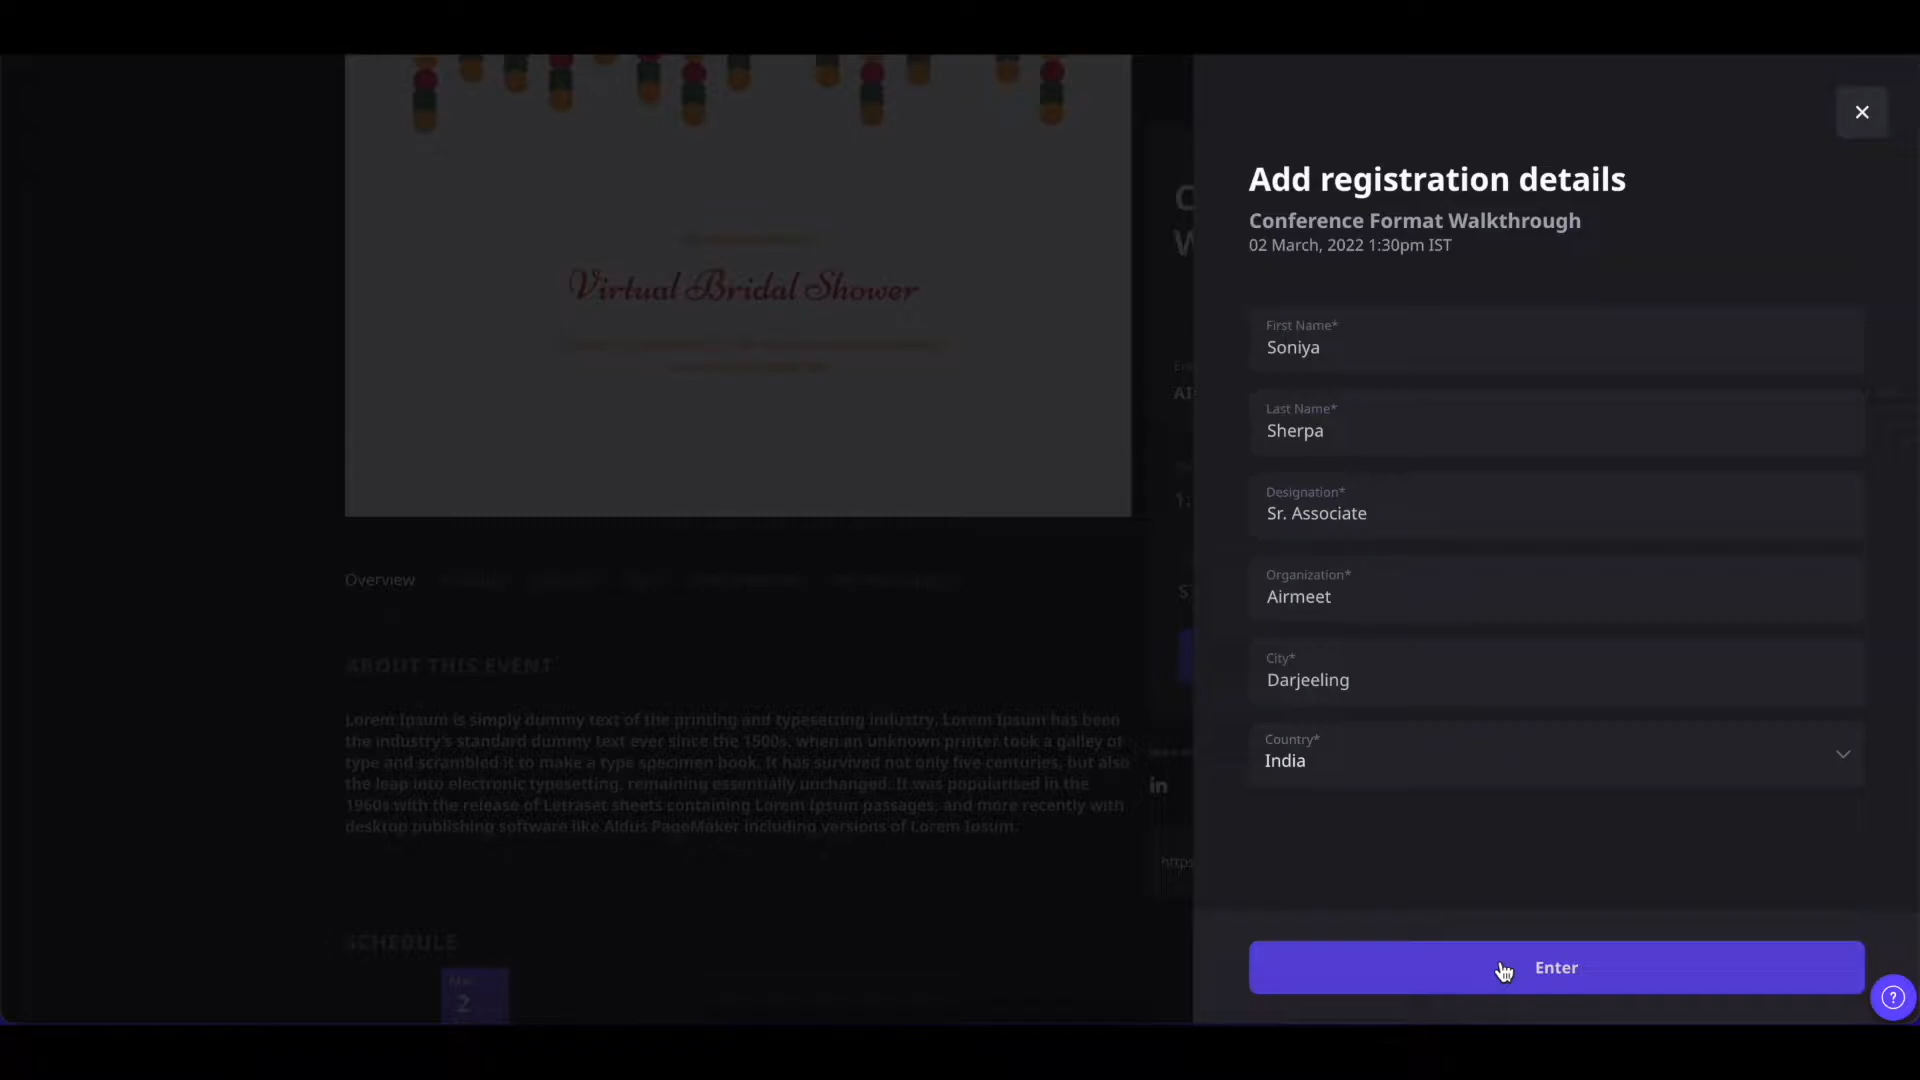 Virtual Bridal Shower
Overview
ABOUT THIS EVENT
Lorem Ipsum is simply dummy text of the printing and typesetting industry. Lorem Ipsum has been
the industry's standard dummy text ever since the 1500s, when an unknown printer took a galley of
type and scrambled it to make a type specimen book. It has survived not only five centuries, but also
the leap into electronic typesetting, remaining essentially unchanged. It was popularised in the
1960s with the release of Letraset sheets containing Lorem Ipsum passages, and more recently with
desktop publishing software like Aldus PageMaker including versions of Lorem Ipsum.
SCHEDULE
Mar
2
C
W
AI
1:
S
in
https
Add registration details
Conference Format Walkthrough
02 March, 2022 1:30pm IST
First Name*
Soniya
Last Name*
Sherpa
Designation*
Sr. Associate
Organization*
Airmeet
City*
Darjeeling
Country*
India
Enter